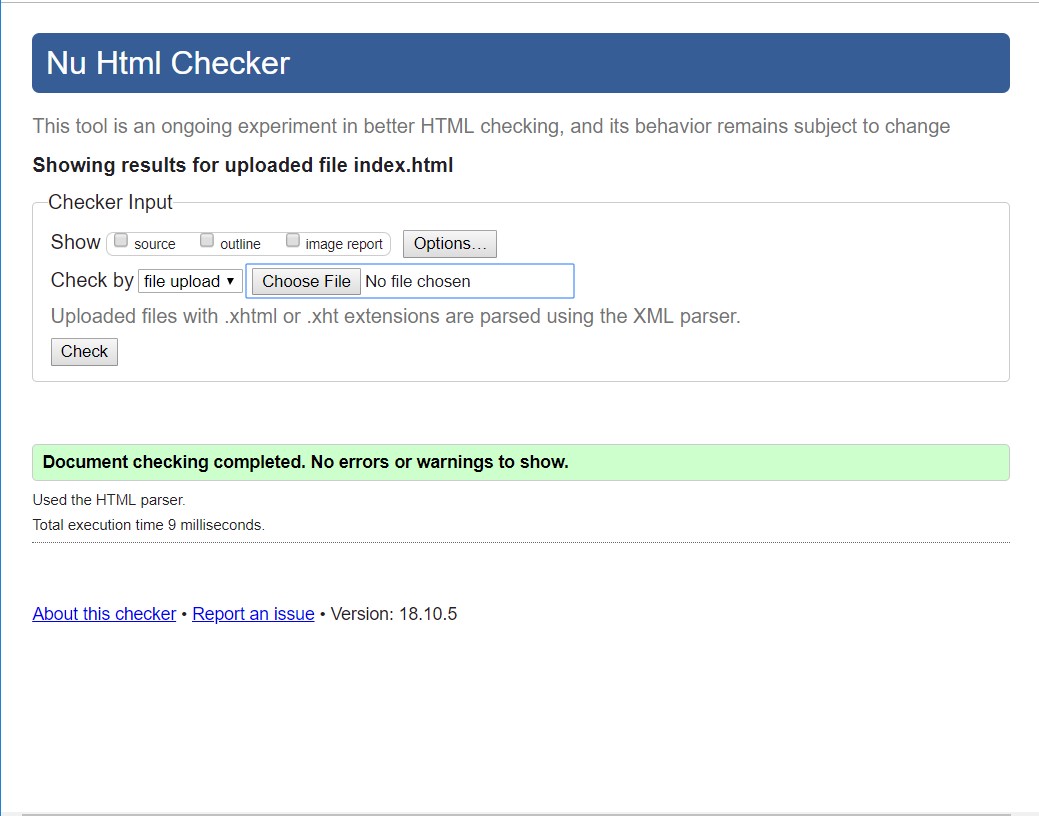 Nu Html Checker
This tool is an ongoing experiment in better HTML checking, and its behavior remains subject to change
Showing results for uploaded file index.html
Checker Input
Show source outline image report Options...
Check by file upload Choose File No file chosen
Uploaded files with .xhtml or .xht extensions are parsed using the XML parser.
Check
Document checking completed. No errors or warnings to show.
Used the HTML parser.
Total execution time 9 milliseconds.
About this checker • Report an issue • Version: 18.10.5